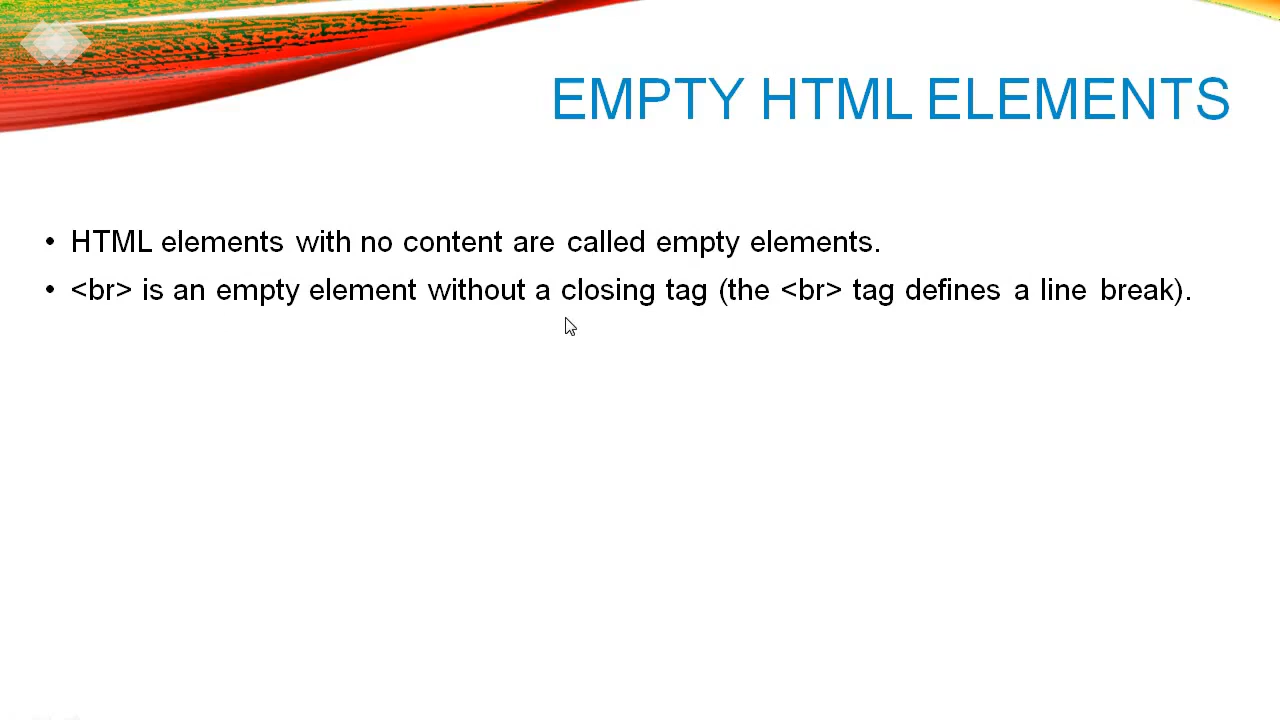 EMPTY HTML ELEMENTS
• HTML elements with no content are called empty elements.
• <br> is an empty element without a closing tag (the <br> tag defines a line break).